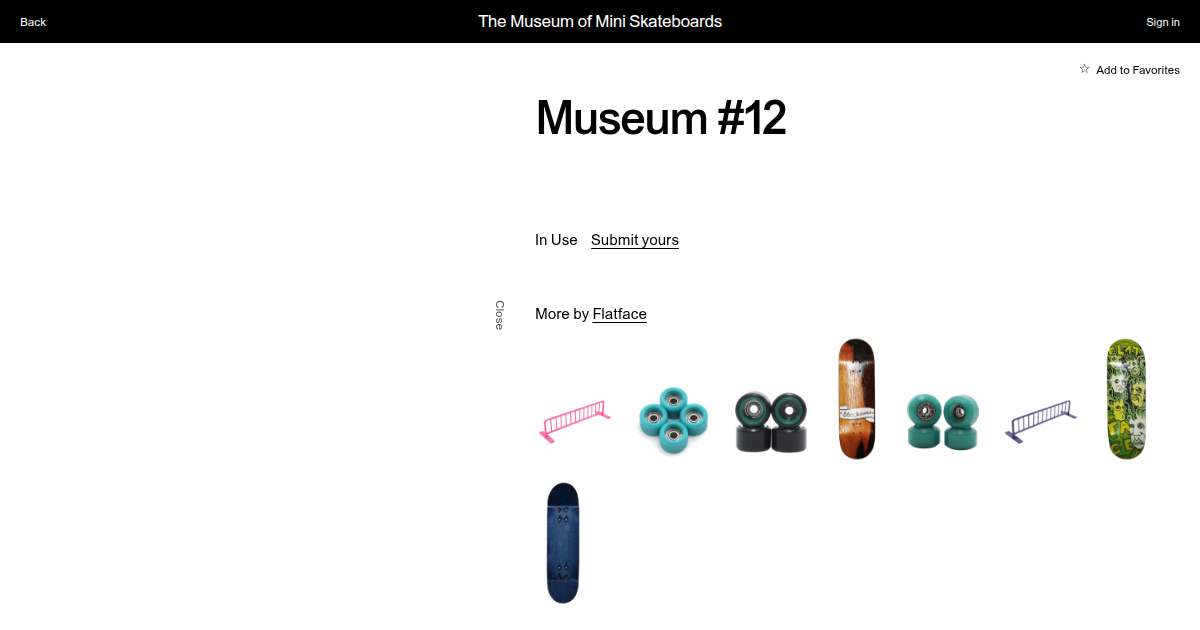 Back
The Museum of Mini Skateboards
Sign in
☆ Add to Favorites
Museum #12
In Use Submit yours
Close
More by Flatface